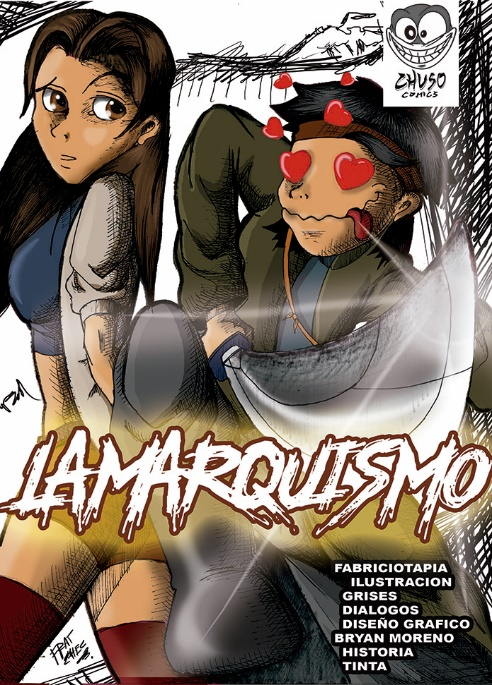 CHUSO
COMICS
LAMARQUISMO
FABRICIOTAPIA
ILUSTRACION
GRISES
DIALOGOS
DISEÑO GRAFICO
BRYAN MORENO
HISTORIA
TINTA